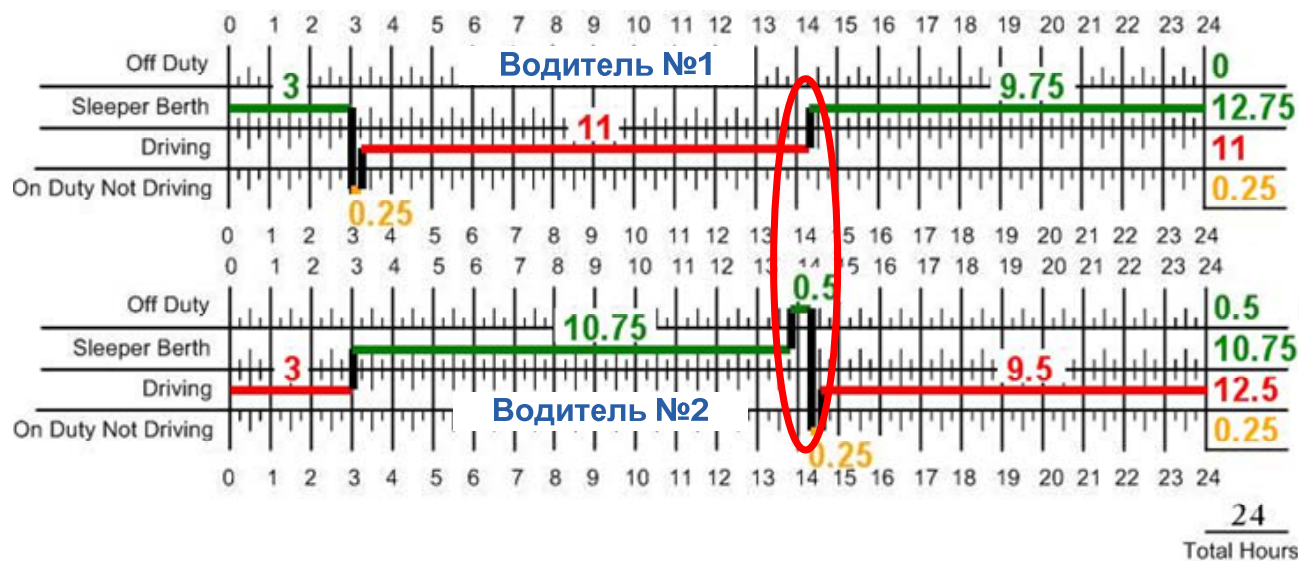 0 1 2 3 4 5 6 7 8 9 10 11 12 13 14 15 16 17 18 19 20 21 22 23 24
Off Duty Водитель №1 0
Sleeper Berth 3 9.75 12.75
Driving 11 11
On Duty Not Driving 0.25 0.25
0 1 2 3 4 5 6 7 8 9 10 11 12 13 14 15 16 17 18 19 20 21 22 23 24
0 1 2 3 4 5 6 7 8 9 10 11 12 13 14 15 16 17 18 19 20 21 22 23 24
Off Duty 0.5 0.5
Sleeper Berth 10.75 10.75
Driving 3 9.5 12.5
On Duty Not Driving Водитель №2 0.25 0.25
0 1 2 3 4 5 6 7 8 9 10 11 12 13 14 15 16 17 18 19 20 21 22 23 24
24
Total Hours